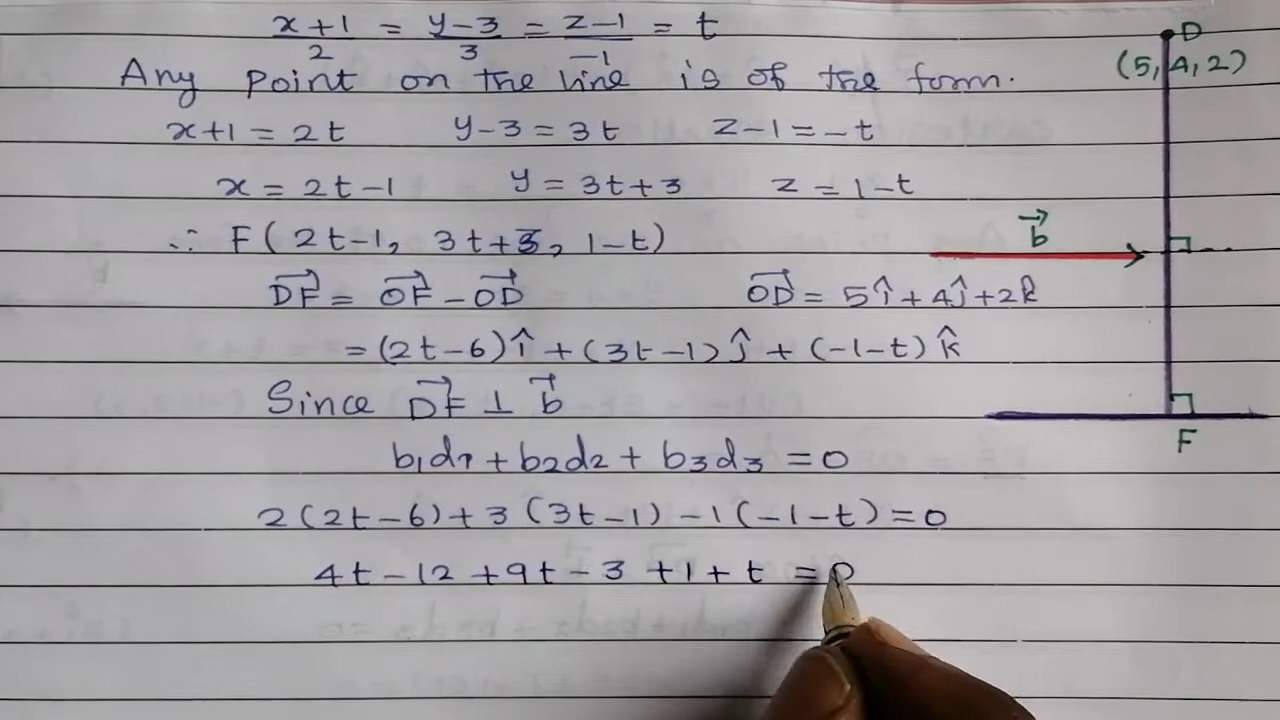 x+1/2 = y-3/3 = z-1/-1 = t
D
(5, 4, 2)
Any Point on the line is of the form.
x+1 = 2t y-3 = 3t z-1 = -t
x = 2t-1 y = 3t+3 z = 1-t
∴ F(2t-1, 3t+3, 1-t)
b⃗
DF⃗ = OF⃗ - OD⃗ OD⃗ = 5î+4ĵ+2k̂
= (2t-6)î + (3t-1)ĵ + (-1-t)k̂
Since DF⃗ ⊥ b⃗
F
b₁d₁ + b₂d₂ + b₃d₃ = 0
2(2t-6) + 3(3t-1) -1(-1-t) = 0
4t-12 +9t-3 +1+t = 0